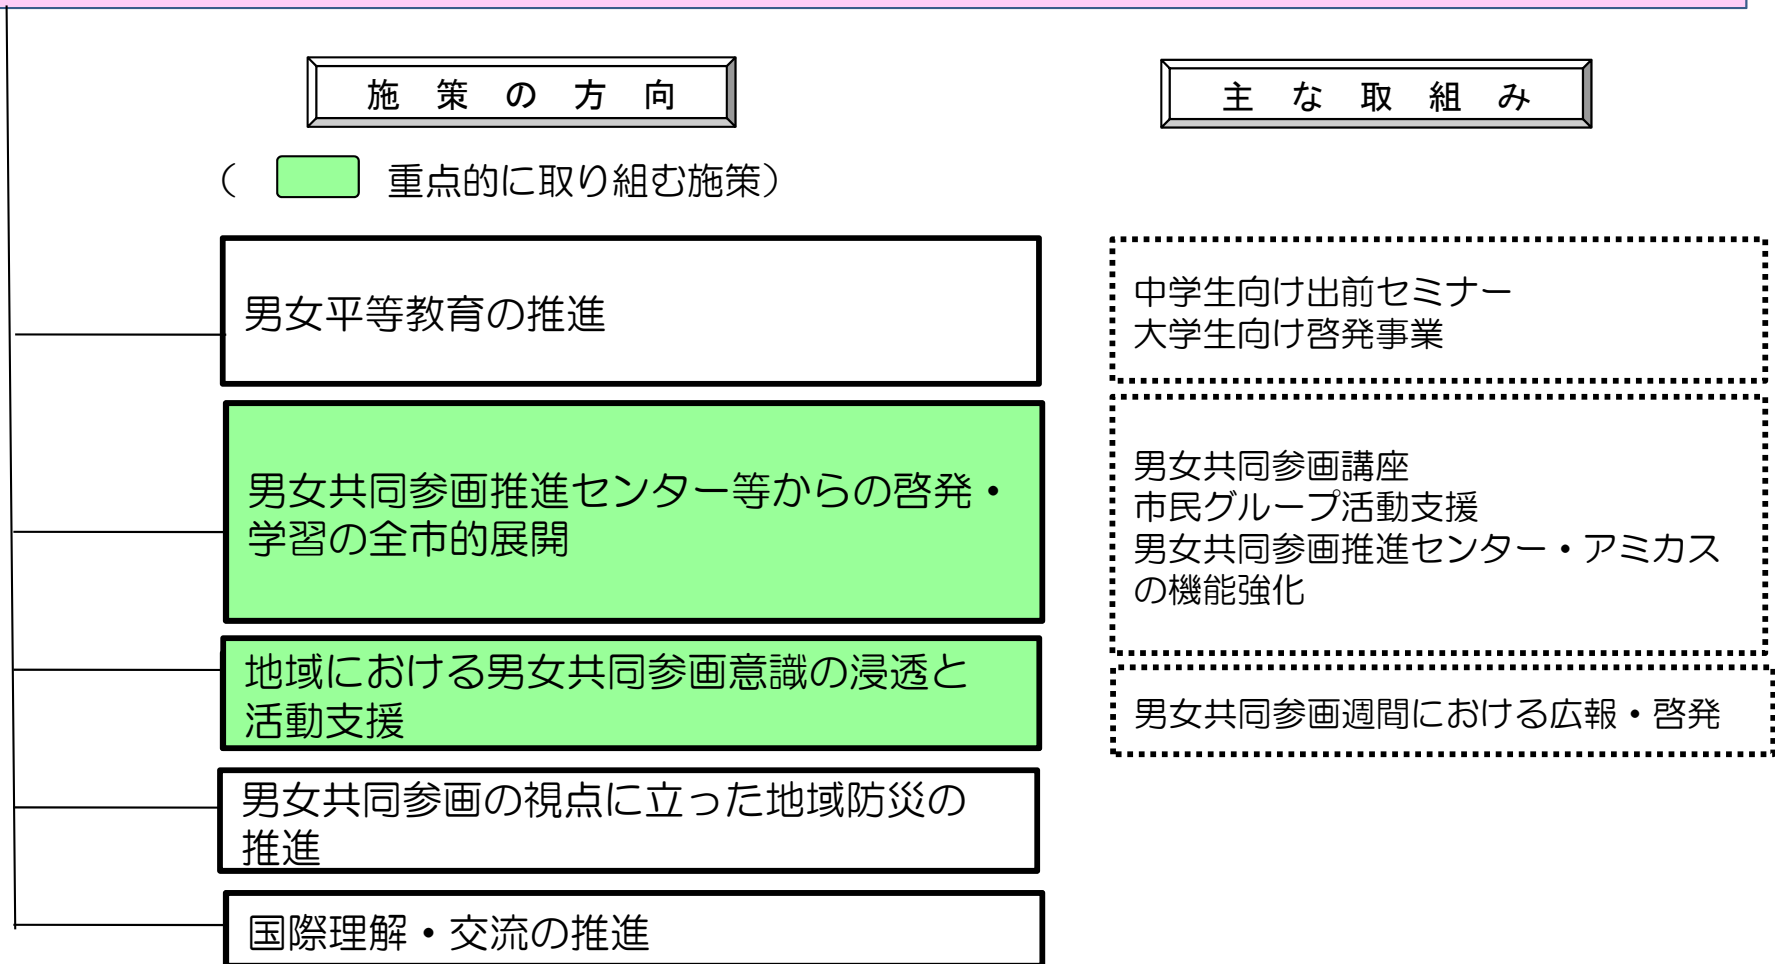 施策の方向
主な取組み
（　　重点的に取り組む施策）
男女平等教育の推進
中学生向け出前セミナー
大学生向け啓発事業
男女共同参画推進センター等からの啓発・
学習の全市的展開
男女共同参画講座
市民グループ活動支援
男女共同参画推進センター・アミカス
の機能強化
地域における男女共同参画意識の浸透と
活動支援
男女共同参画週間における広報・啓発
男女共同参画の視点に立った地域防災の
推進
国際理解・交流の推進